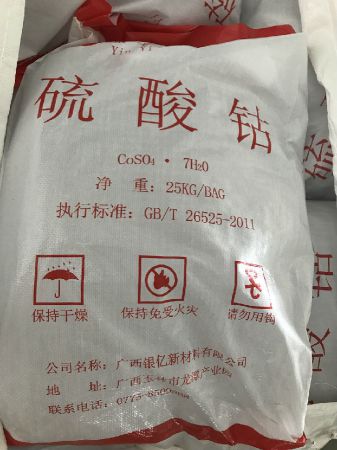 Yin Yi
硫酸钴
CoSO4 · 7H2O
净 重：25KG/BAG
执行标准：GB/T 26525-2011
保持干燥
保持免受火灾
请勿用钩
公司名称：广西银亿新材料有限公司
地 址：广西玉林市龙潭产业园
联系电话：0775-